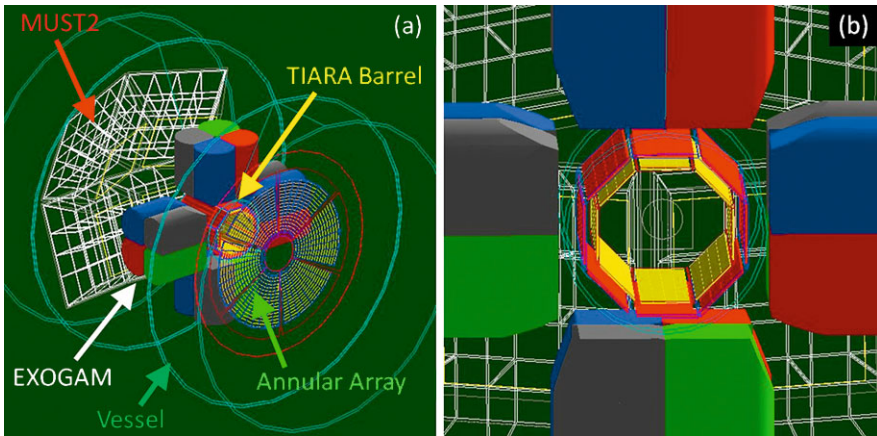 MUST2
(a)
(b)
TIARA Barrel
EXOGAM
Annular Array
Vessel